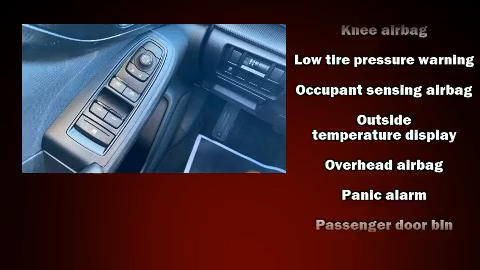 Knee airbag
Low tire pressure warning
Occupant sensing airbag
Outside
temperature display
Overhead airbag
Panic alarm
Passenger door bin